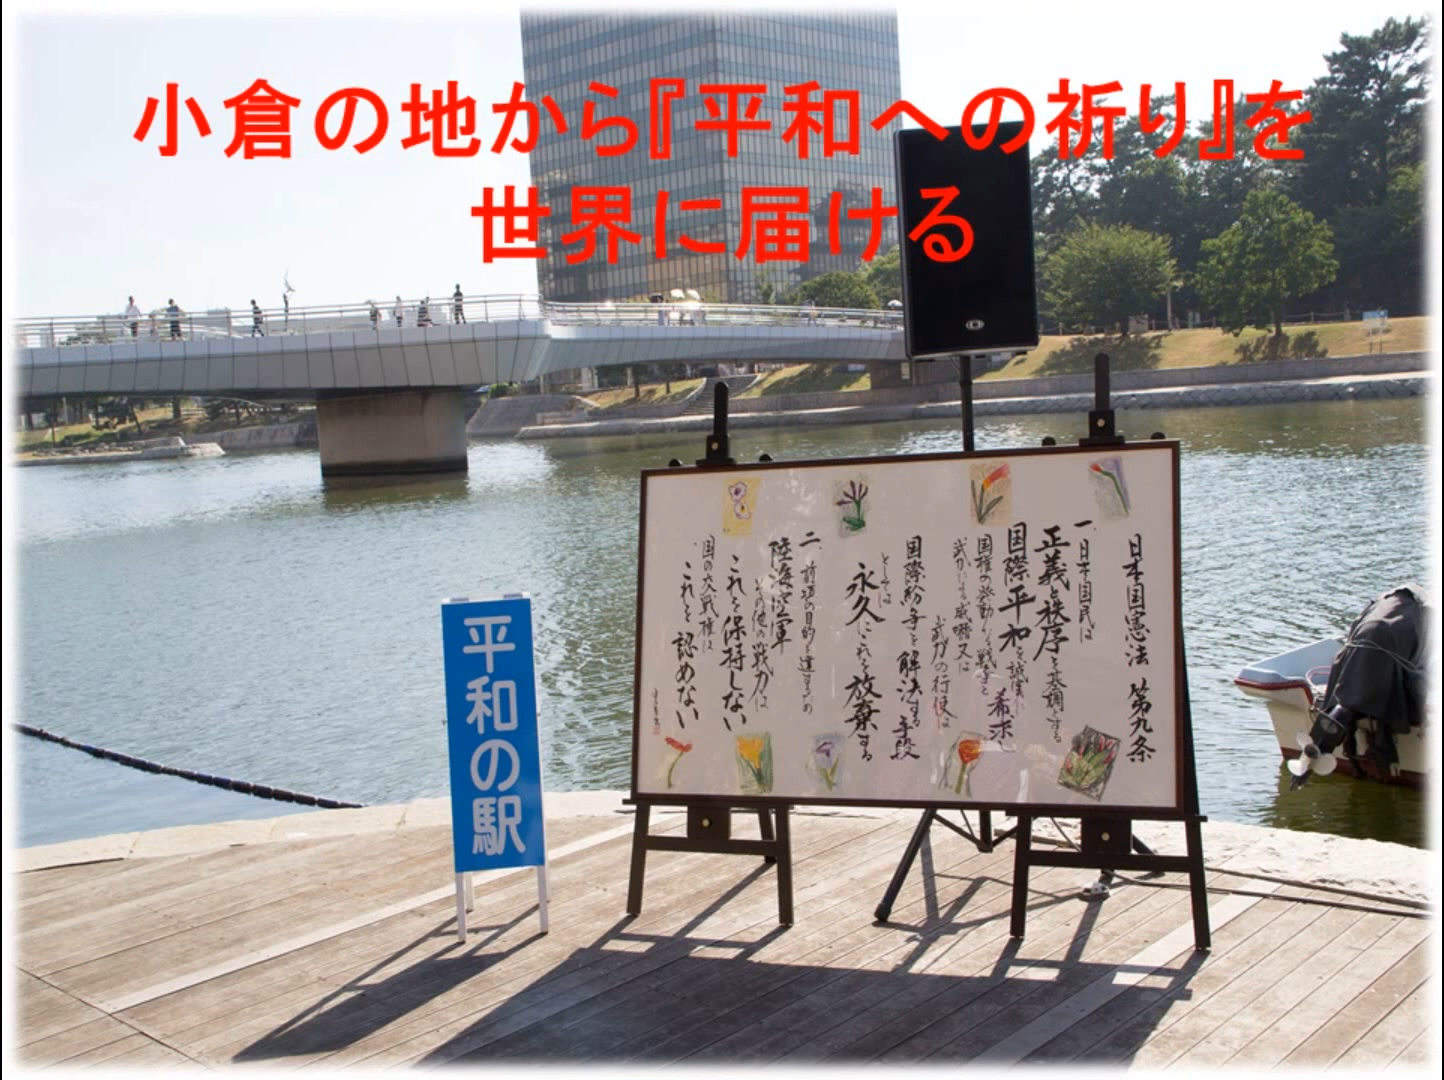 小倉の地から『平和への祈り』を
世界に届ける
平和の駅
日本国憲法 第九条
一、日本国民は
正義と秩序を基調とする
国際平和を誠実に希求し
国権の発動たる戦争と
武力による威嚇又は
武力の行使は
国際紛争を解決する手段
としては
永久にこれを放棄する
二、前項の目的を達するため
陸海空軍
その他の戦力は
これを保持しない
国の交戦権は
これを認めない